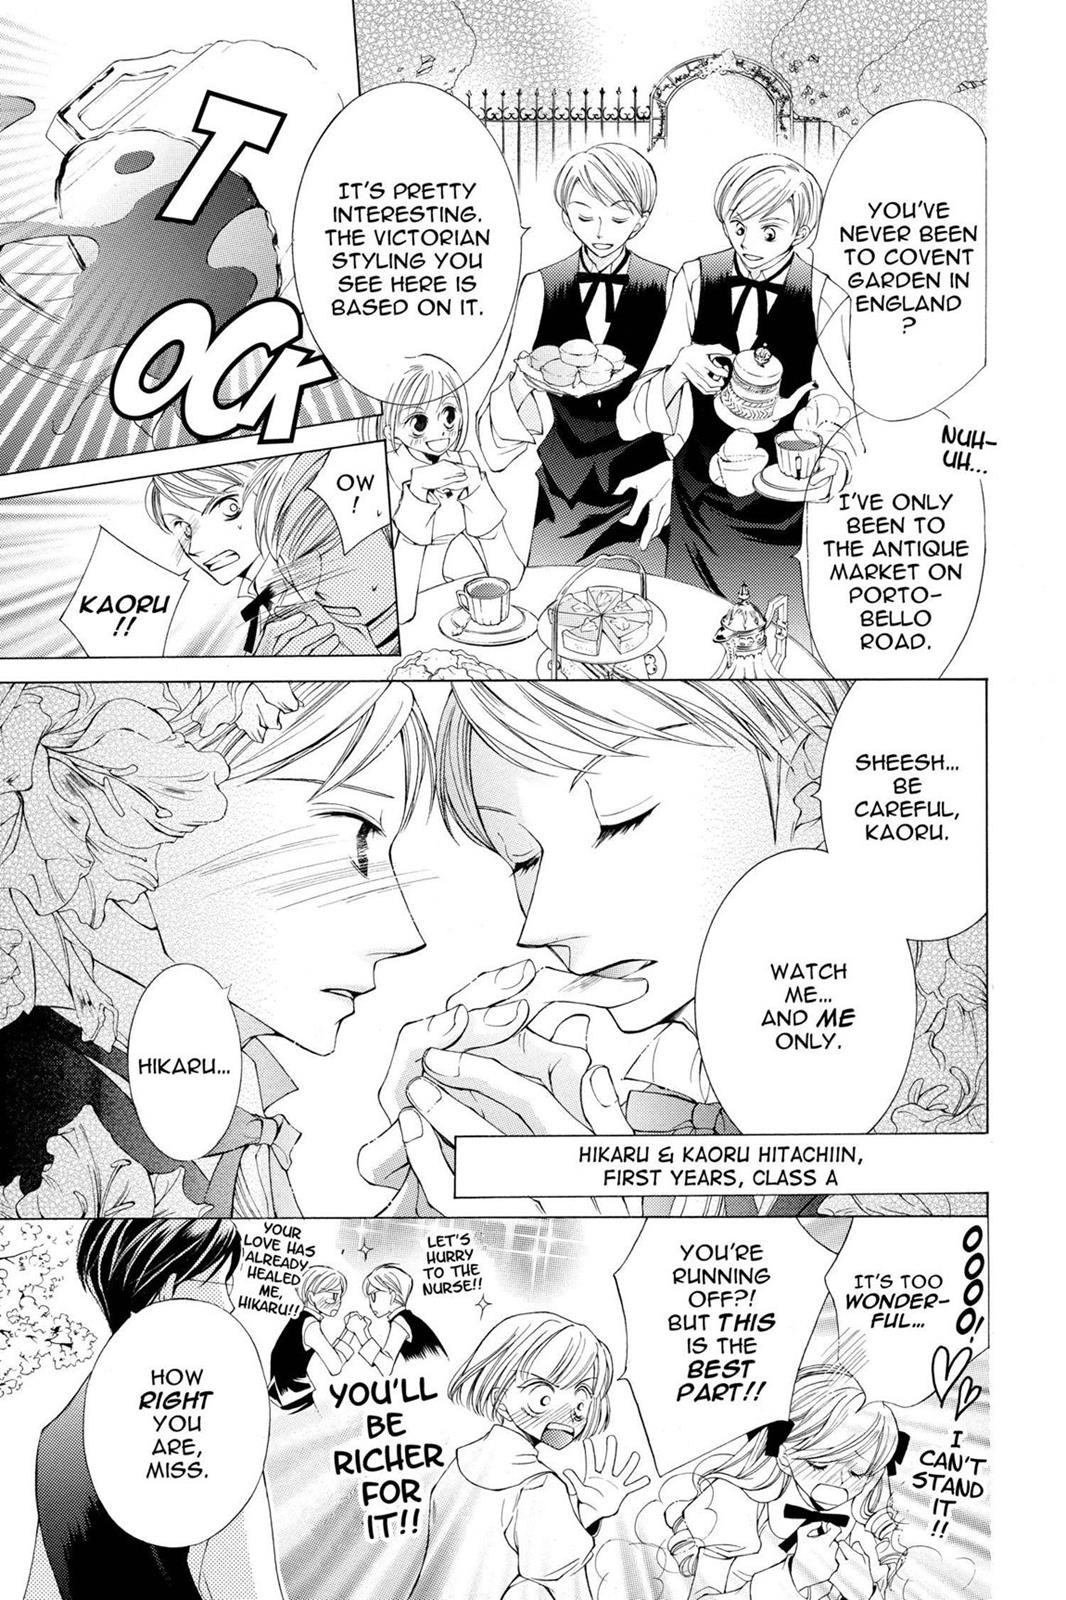 YOU'VE
NEVER BEEN
TO COVENT
GARDEN IN
ENGLAND
?
NUH-
UH...
I'VE ONLY
BEEN TO
THE ANTIQUE
MARKET ON
PORTO-
BELLO
ROAD.
IT'S PRETTY
INTERESTING.
THE VICTORIAN
STYLING YOU
SEE HERE IS
BASED ON IT.
T
OCK
OW
!
KAORU
!!
SHEESH...
BE
CAREFUL,
KAORU.
WATCH
ME...
AND ME
ONLY.
HIKARU...
HIKARU & KAORU HITACHIIN,
FIRST YEARS, CLASS A
OOOO!
IT'S TOO
WONDER-
FUL...
I
CAN'T
STAND
IT
!!
YOU'RE
RUNNING
OFF?!
BUT THIS
IS THE
BEST
PART!!
LET'S
HURRY
TO THE
NURSE!!
YOUR
LOVE HAS
ALREADY
HEALED
ME,
HIKARU!!
YOU'LL
BE
RICHER
FOR
IT!!
HOW
RIGHT
YOU
ARE,
MISS.